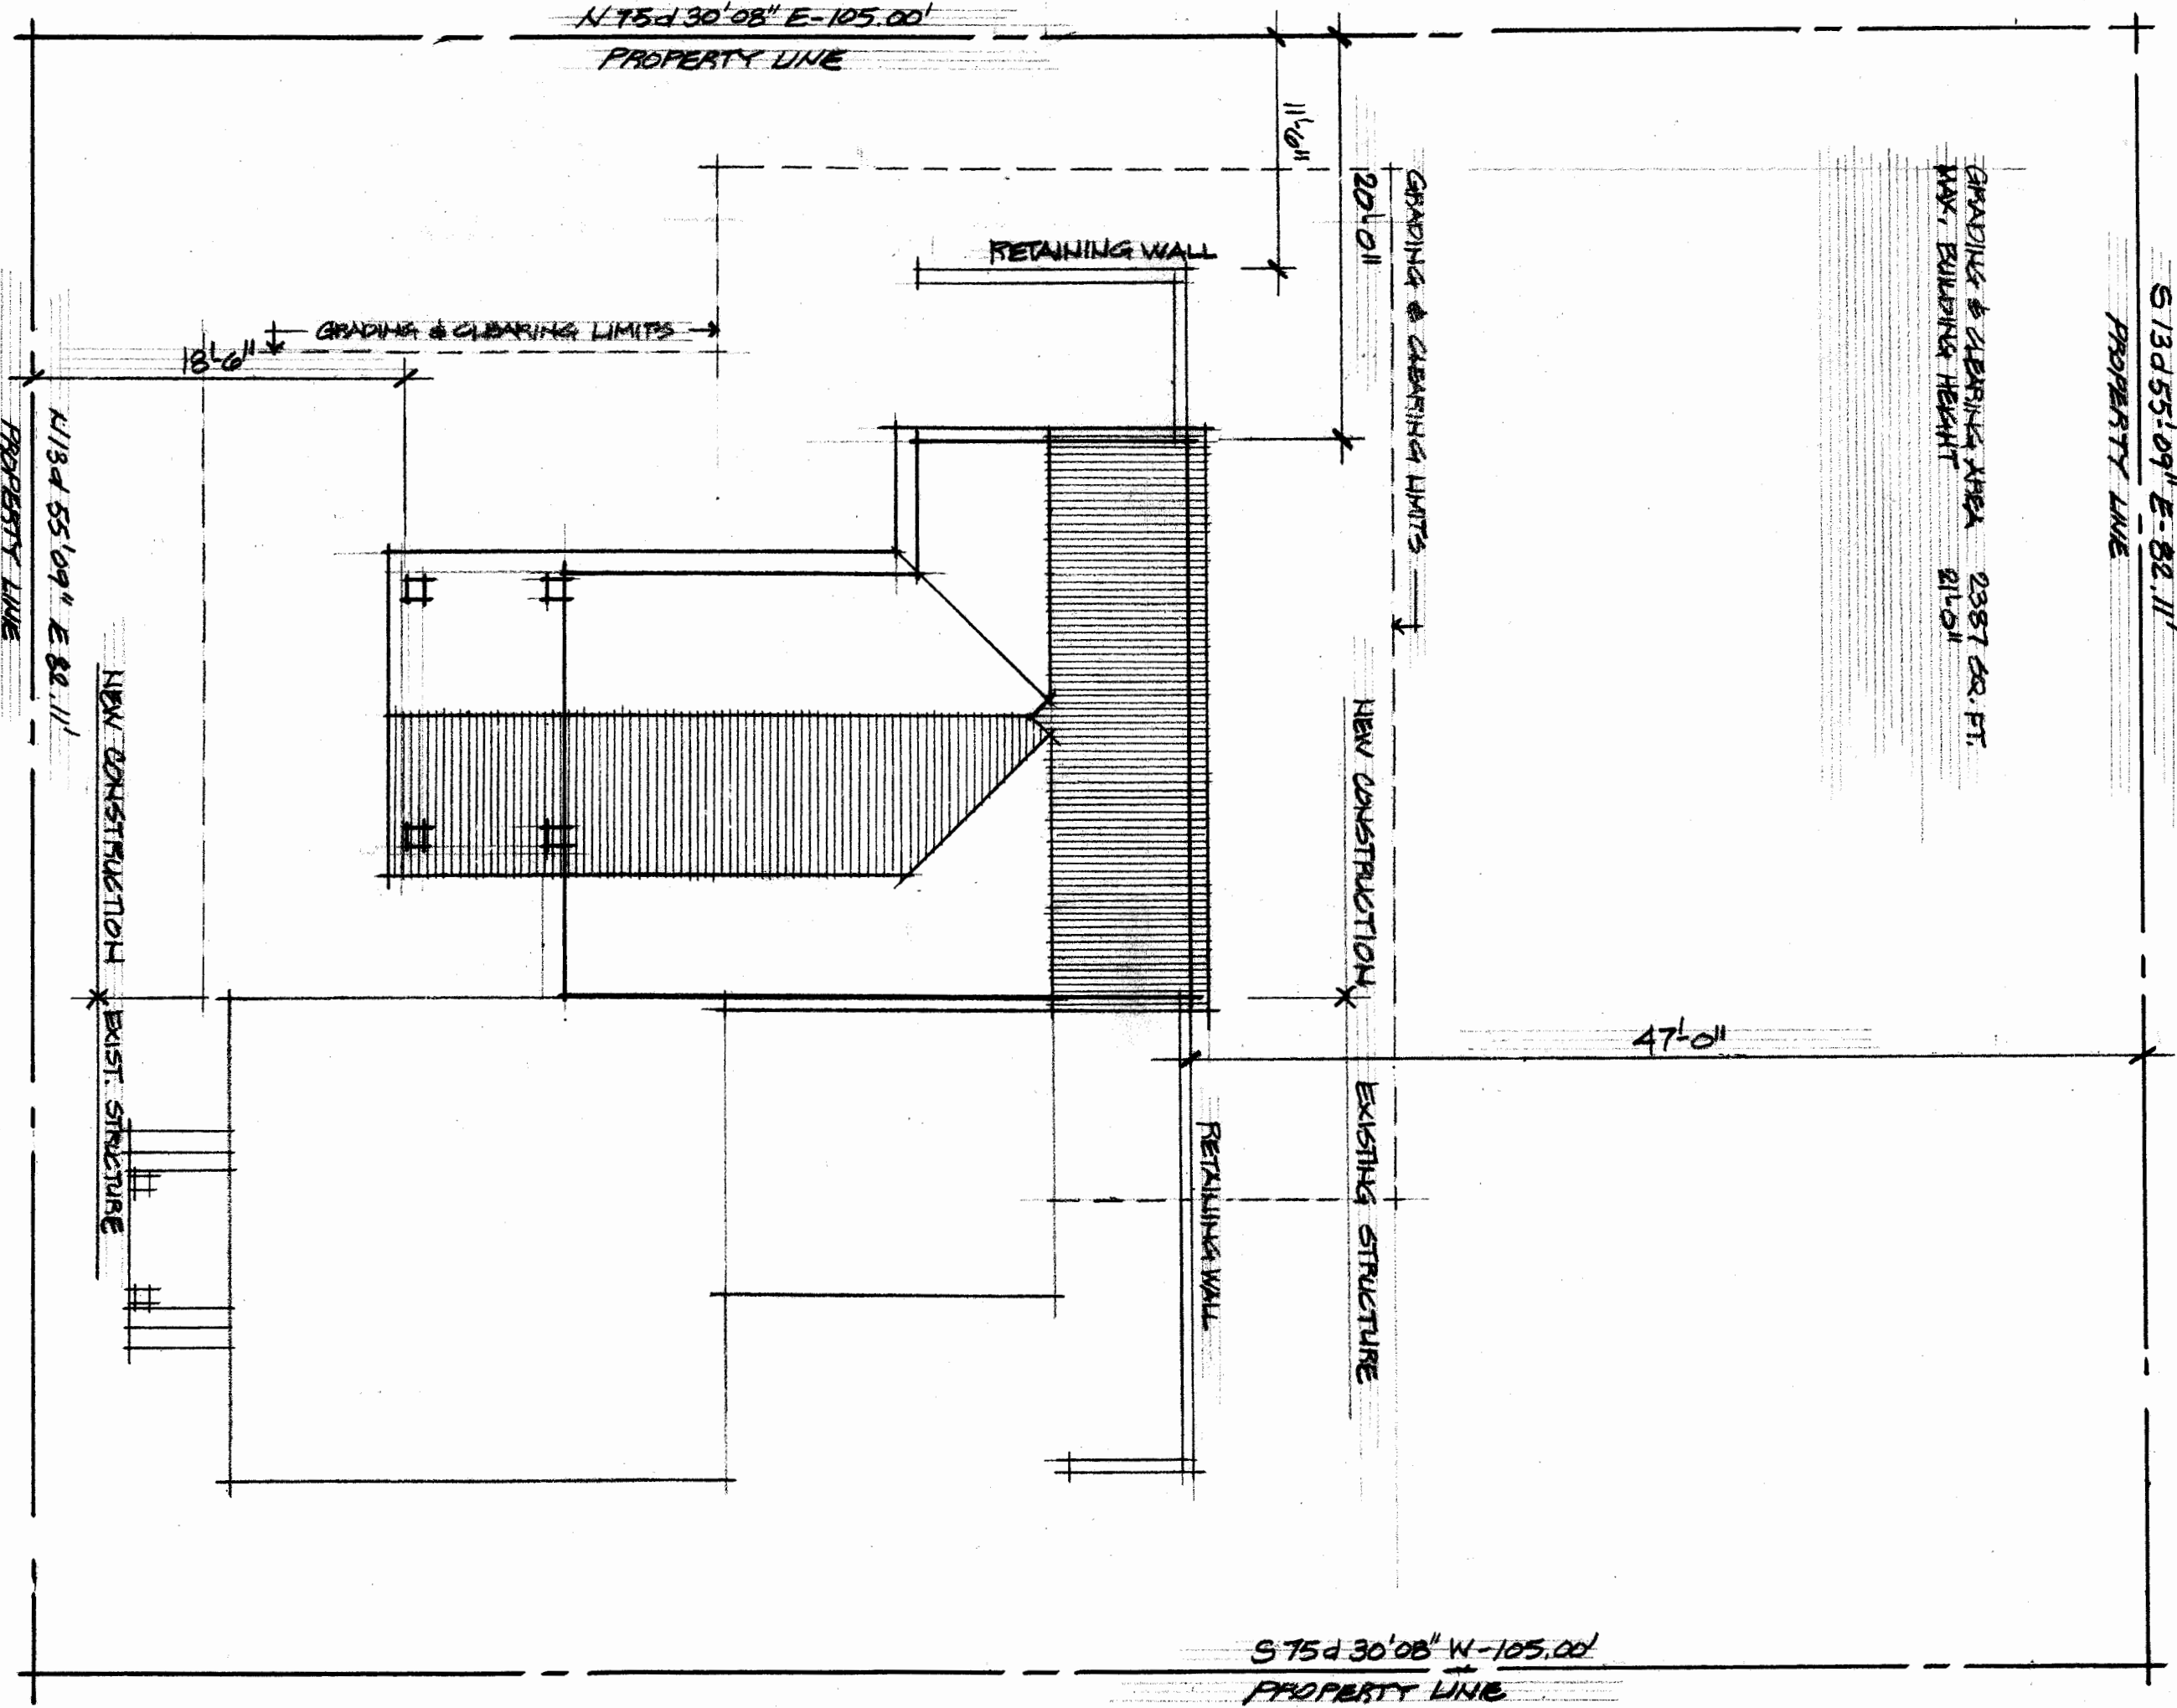 N 75d 30'08" E-105.00'
PROPERTY LINE
11'-6"
20'-0"
GRADING & CLEARING LIMITS
GRADING & CLEARING AREA 2387 SQ. FT.
MAX. BUILDING HEIGHT 21'-0"
S 13d 55'09" E-82.11'
PROPERTY LINE
RETAINING WALL
GRADING & CLEARING LIMITS
18'-6"
N13d 55'09" E 82.11'
PROPERTY LINE
NEW CONSTRUCTION EXIST. STRUCTURE
NEW CONSTRUCTION EXISTING STRUCTURE
47'-0"
RETAINING WALL
S 75d 30'08" W-105.00'
PROPERTY LINE